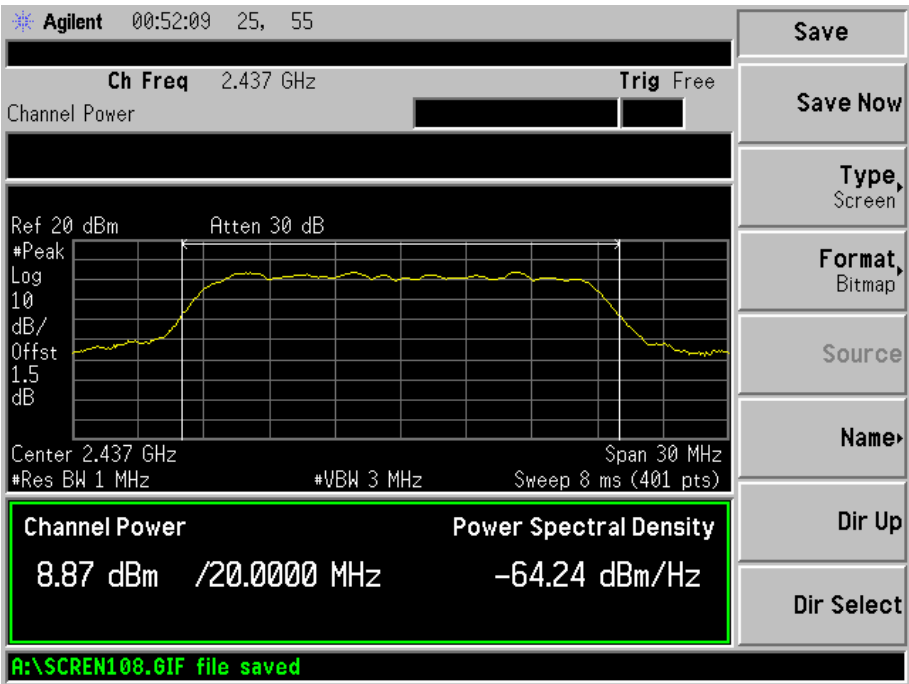 Agilent 00:52:09 25, 55
Ch Freq 2.437 GHz Trig Free
Channel Power
Ref 20 dBm Atten 30 dB
#Peak
Log
10
dB/
Offst
1.5
dB
Center 2.437 GHz Span 30 MHz
#Res BW 1 MHz #VBW 3 MHz Sweep 8 ms (401 pts)
Channel Power Power Spectral Density
8.87 dBm /20.0000 MHz -64.24 dBm/Hz
A:\SCREN108.GIF file saved
Save
Save Now
Type
Screen
Format
Bitmap
Source
Name
Dir Up
Dir Select